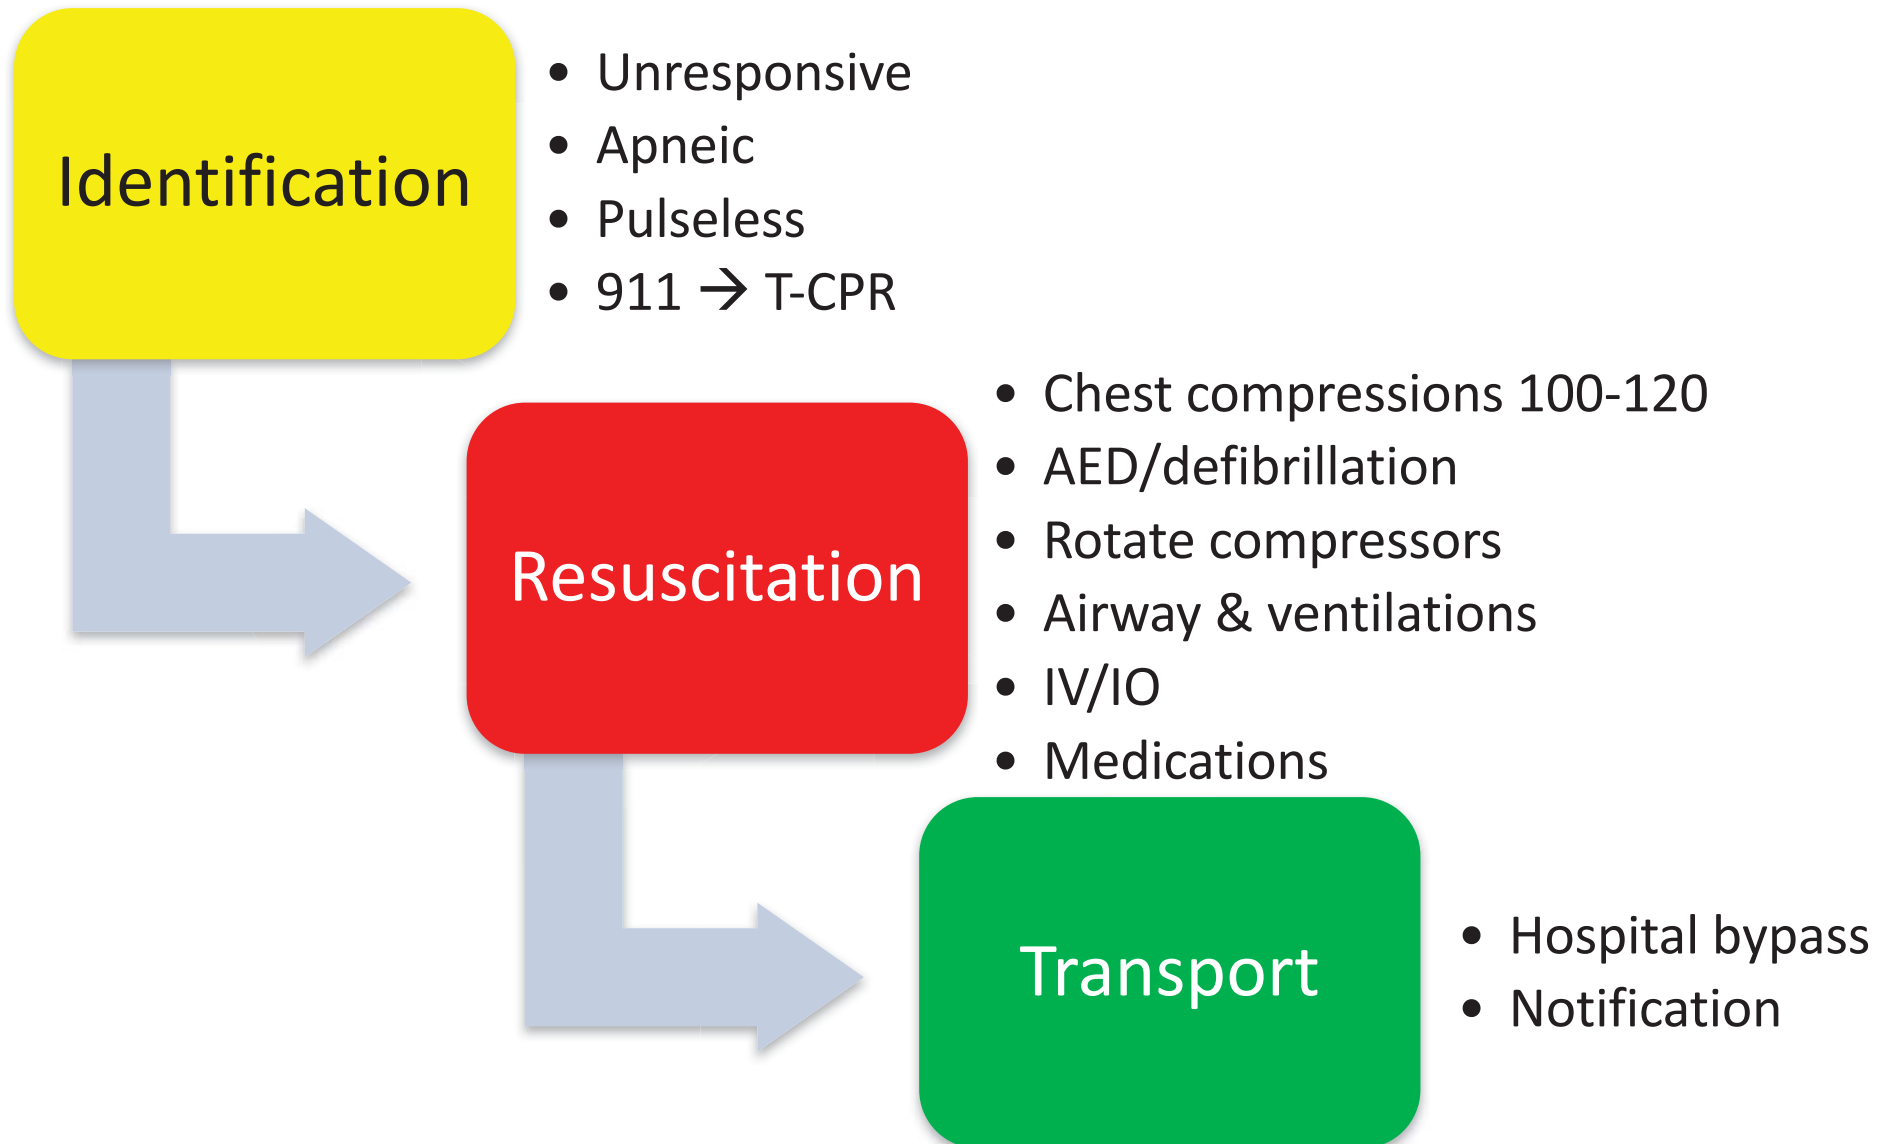 Identification
• Unresponsive
• Apneic
• Pulseless
• 911 → T-CPR
Resuscitation
• Chest compressions 100-120
• AED/defibrillation
• Rotate compressors
• Airway & ventilations
• IV/IO
• Medications
Transport
• Hospital bypass
• Notification